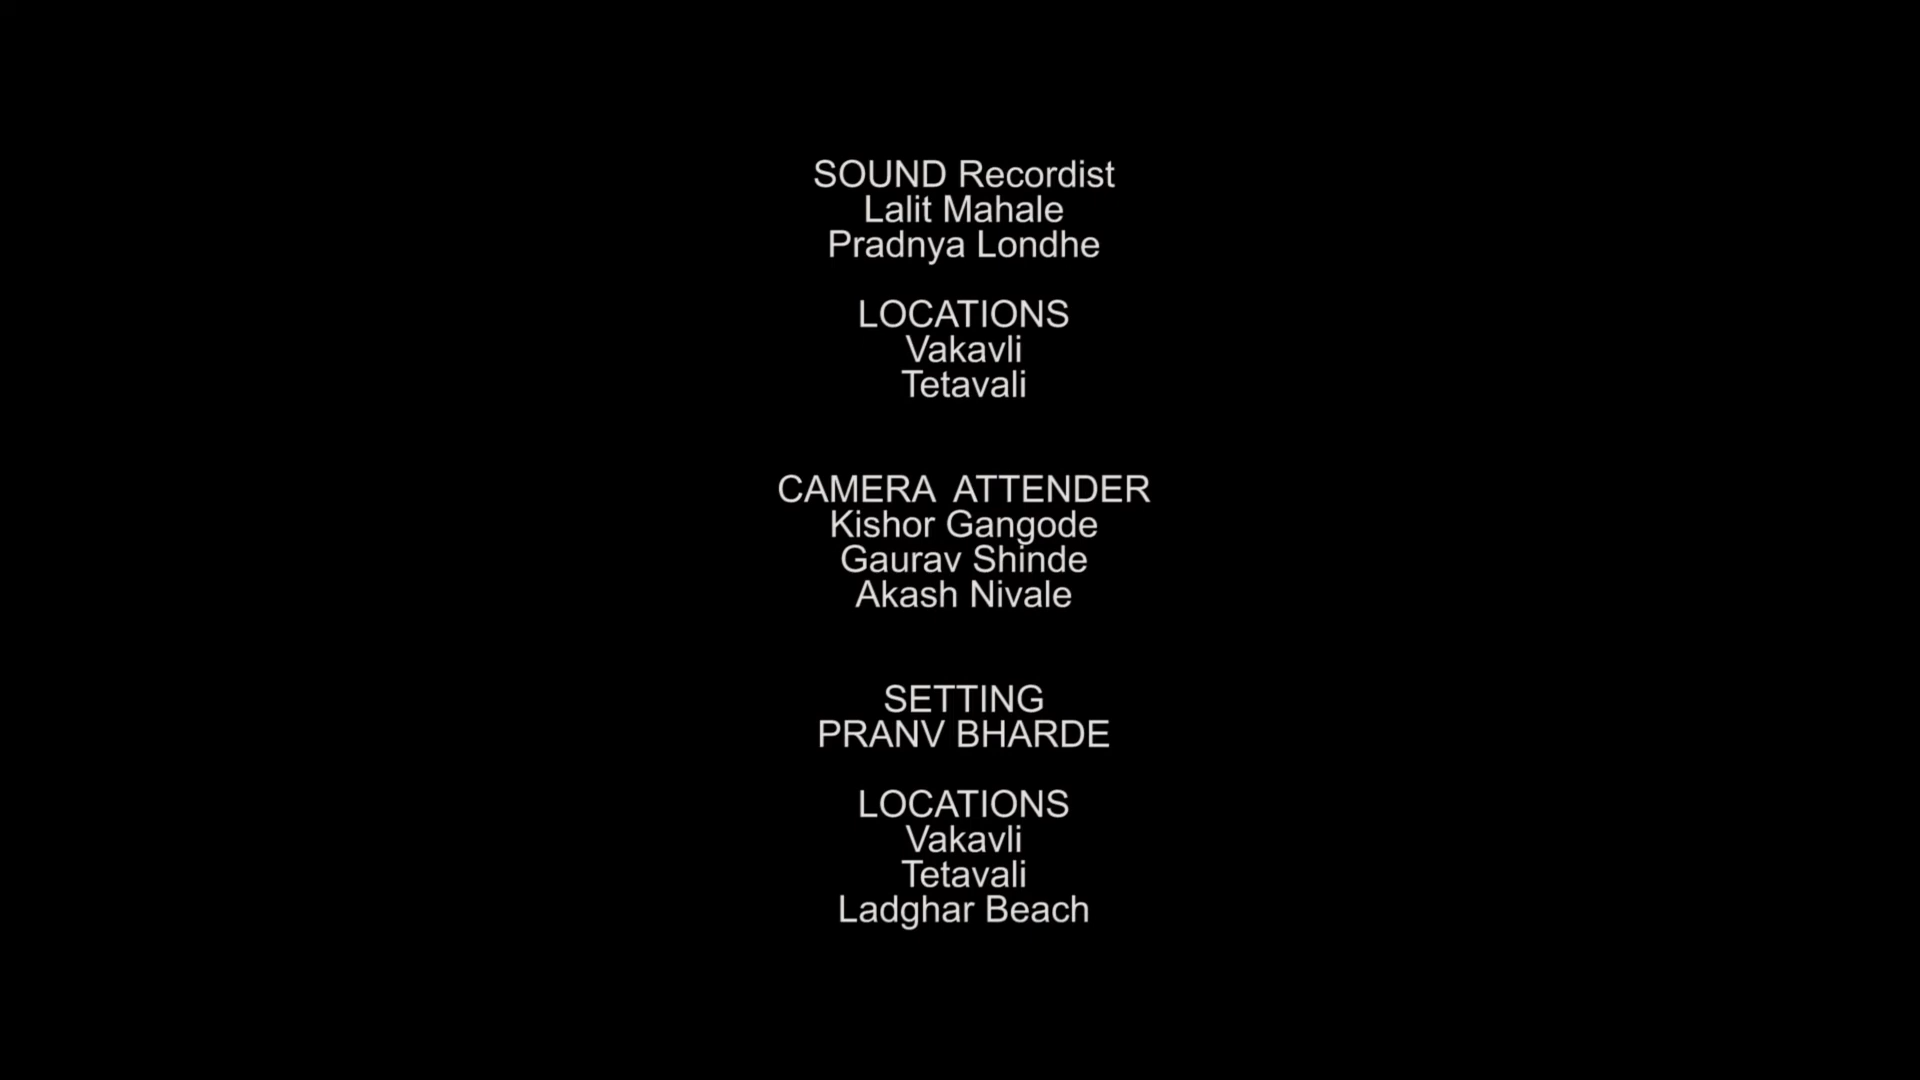 SOUND Recordist
Lalit Mahale
Pradnya Londhe
LOCATIONS
Vakavli
Tetavali
CAMERA  ATTENDER
Kishor Gangode
Gaurav Shinde
Akash Nivale
SETTING
PRANV BHARDE
LOCATIONS
Vakavli
Tetavali
Ladghar Beach